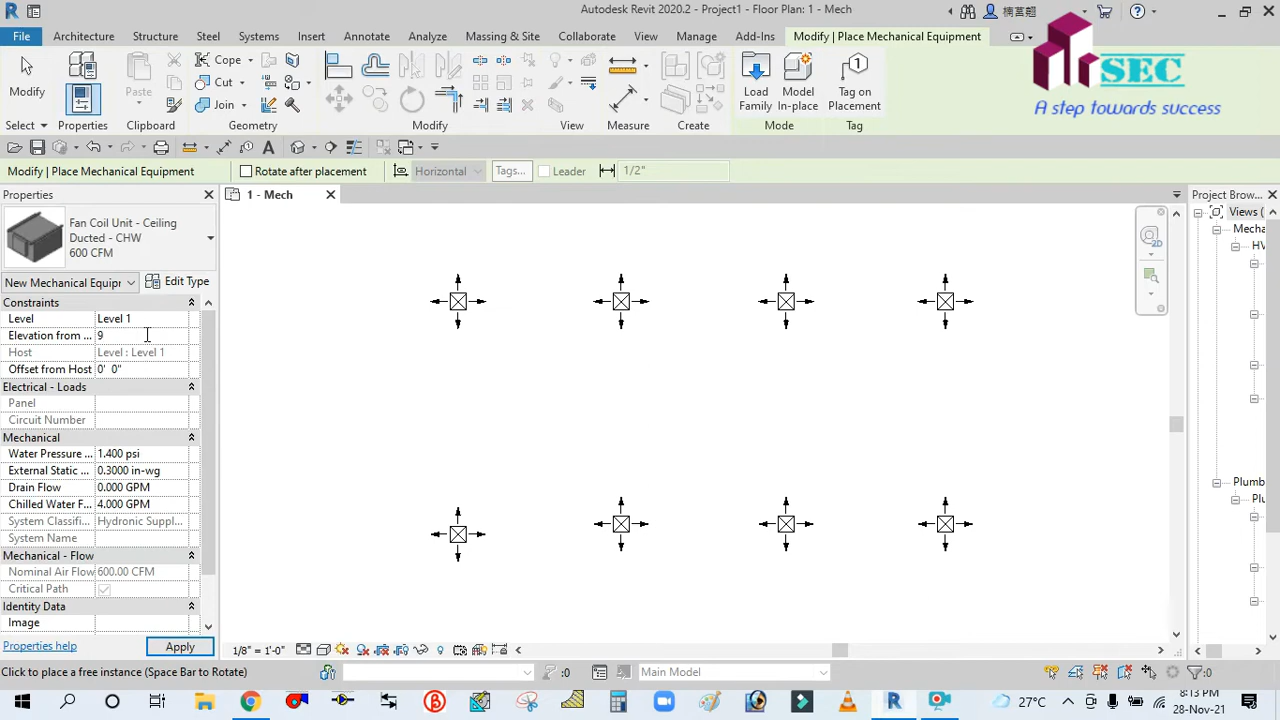 Autodesk Revit 2020.2 - Project1 - Floor Plan: 1 - Mech
File Architecture Structure Steel Systems Insert Annotate Analyze Massing & Site Collaborate View Manage Add-Ins Modify | Place Mechanical Equipment
SEC
A step towards success
Modify Paste Cope Cut Join Load Family Model In-place Tag on Placement
Select Properties Clipboard Geometry Modify View Measure Create Mode Tag
Modify | Place Mechanical Equipment Rotate after placement Horizontal Tags... Leader 1/2"
Properties
1 - Mech
Project Brow...
Fan Coil Unit - Ceiling
Ducted - CHW
600 CFM
New Mechanical Equipr Edit Type
Constraints
Level Level 1
Elevation from ... 9
Host Level : Level 1
Offset from Host 0' 0"
Electrical - Loads
Panel
Circuit Number
Mechanical
Water Pressure ... 1.400 psi
External Static ... 0.3000 in-wg
Drain Flow 0.000 GPM
Chilled Water F... 4.000 GPM
System Classifi... Hydronic Suppl...
System Name
Mechanical - Flow
Nominal Air Flow 600.00 CFM
Critical Path
Identity Data
Image
Properties help Apply
2D
Views (
Mecha
HV
Plumb
Plu
1/8" = 1'-0"
Click to place a free instance (Space Bar to Rotate) :0 Main Model :0
27°C
8:13 PM
28-Nov-21